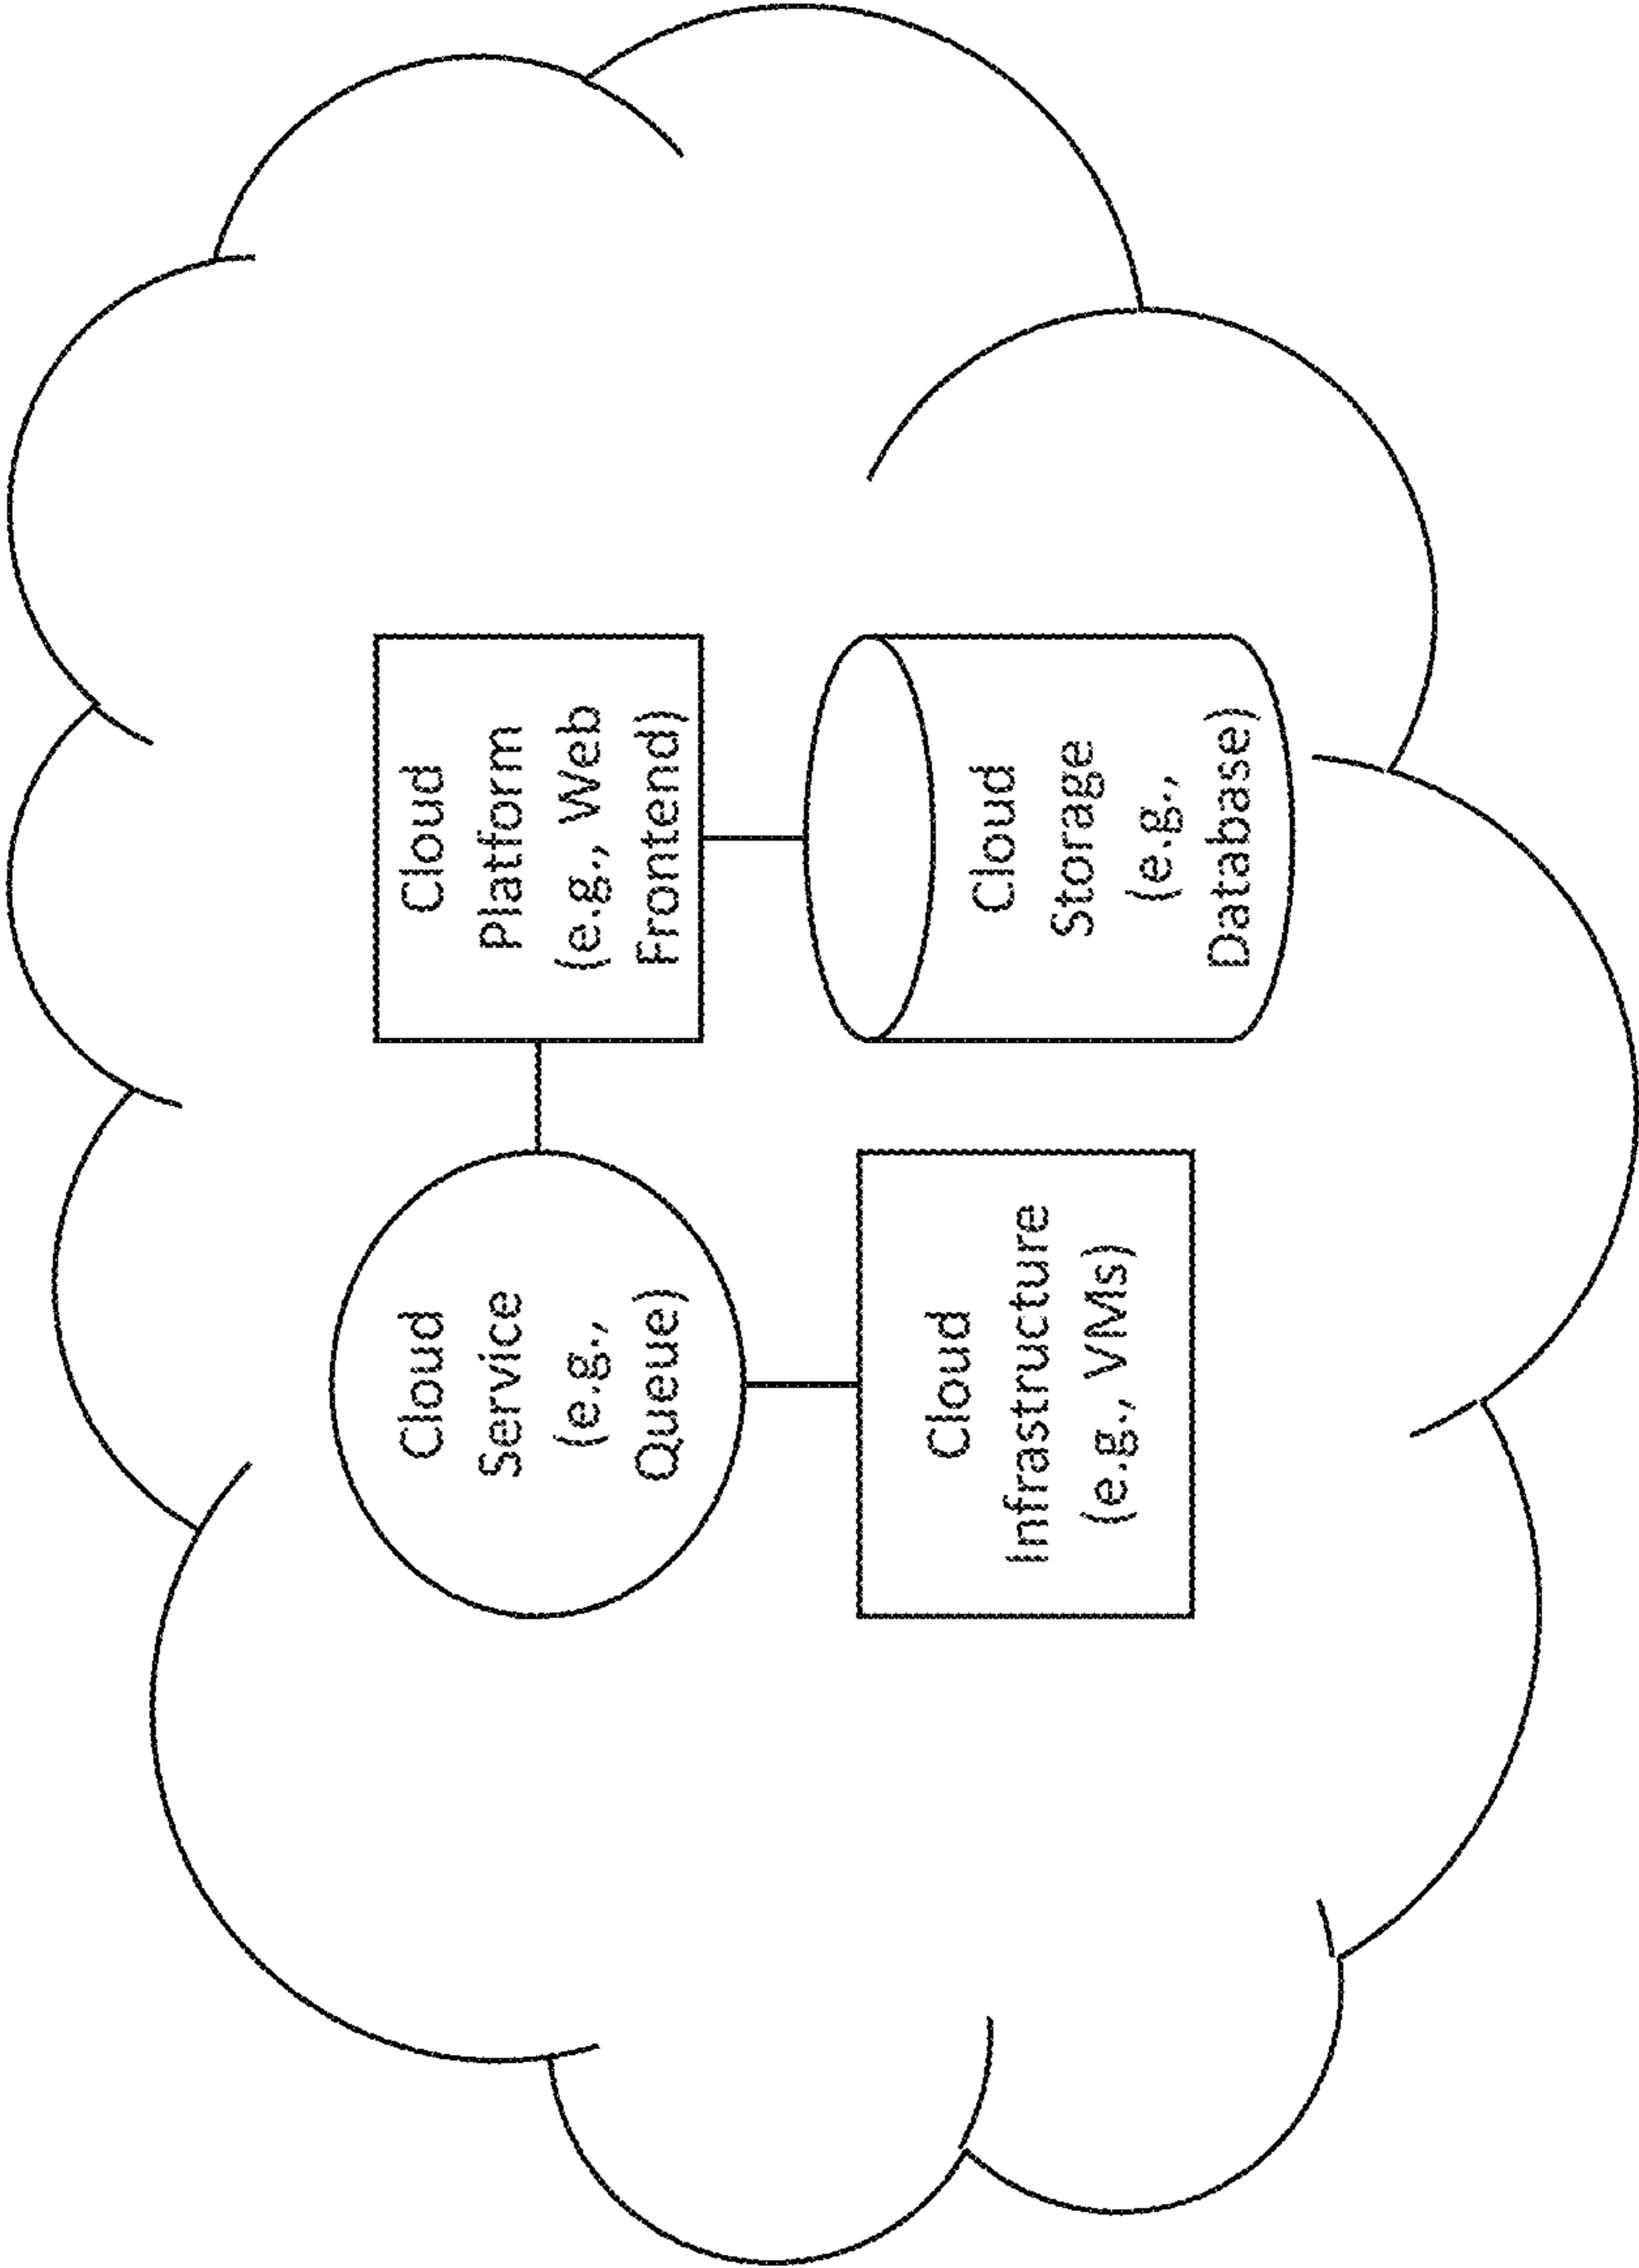 Cloud
Service
(e.g.,
Queue)
Cloud
Platform
(e.g., Web
Frontend)
Cloud
Infrastructure
(e.g., VMs)
Cloud
Storage
(e.g.,
Database)